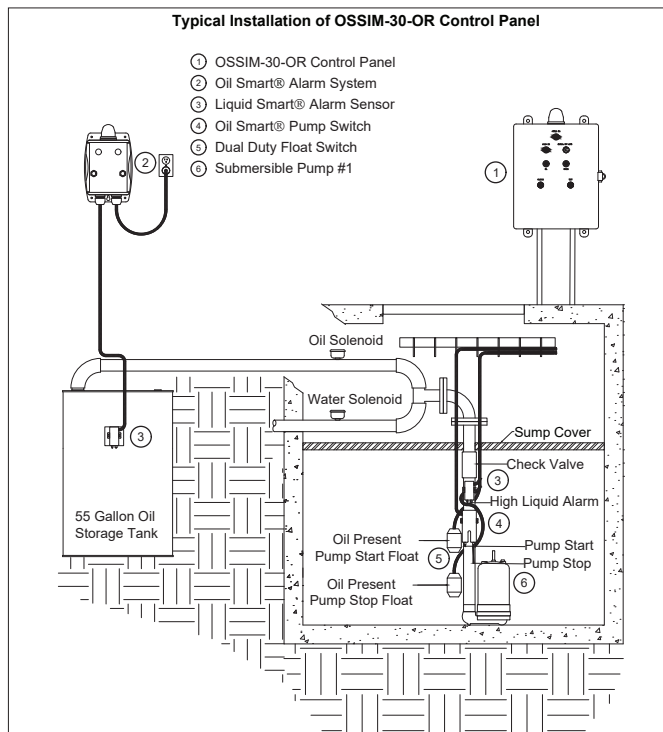 Typical Installation of OSSIM-30-OR Control Panel
1 OSSIM-30-OR Control Panel
2 Oil Smart® Alarm System
3 Liquid Smart® Alarm Sensor
4 Oil Smart® Pump Switch
5 Dual Duty Float Switch
6 Submersible Pump #1
2
1
Oil Solenoid
Water Solenoid
Sump Cover
3
Check Valve
3
High Liquid Alarm
4
55 Gallon Oil
Storage Tank
Oil Present
Pump Start Float
Pump Start
Pump Stop
5
6
Oil Present
Pump Stop Float